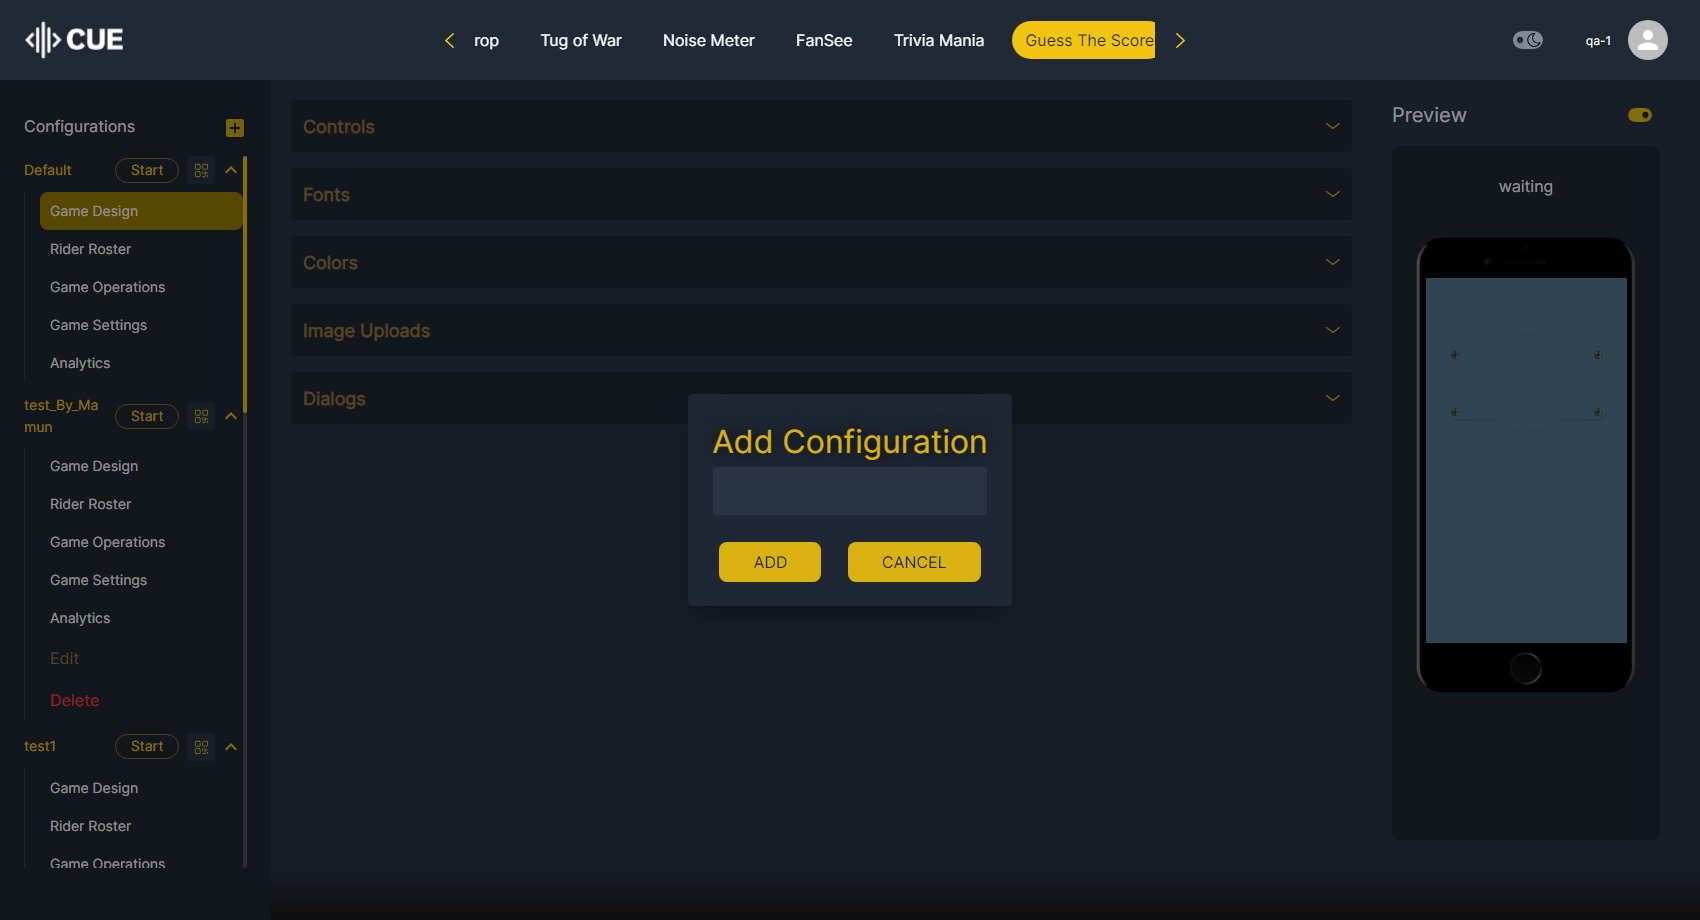 CUE
rop
Tug of War
Noise Meter
FanSee
Trivia Mania
Guess The Score
qa-1
Configurations
Default
Start
Game Design
Rider Roster
Game Operations
Game Settings
Analytics
test_By_Ma
mun
Start
Game Design
Rider Roster
Game Operations
Game Settings
Analytics
Edit
Delete
test1
Start
Game Design
Rider Roster
Game Operations
Controls
Fonts
Colors
Image Uploads
Dialogs
Add Configuration
ADD
CANCEL
Preview
waiting